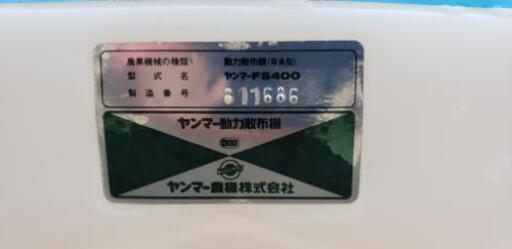 農業機械の種類 動力散布機(背負型)
型式名 ヤンマーFS400
製造番号 611686
ヤンマー動力散布機
ヤンマー農機株式会社